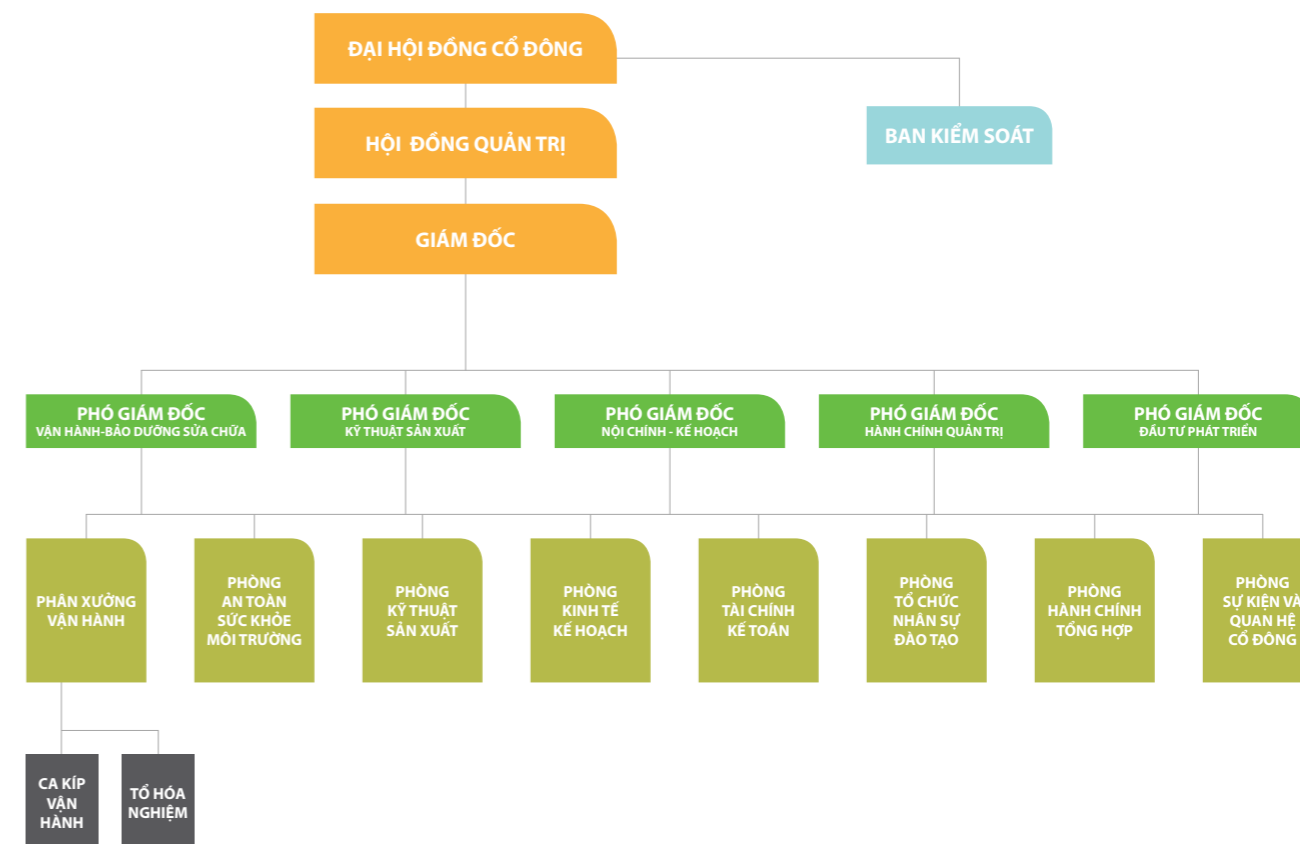 ĐẠI HỘI ĐỒNG CỔ ĐÔNG
HỘI ĐỒNG QUẢN TRỊ
BAN KIỂM SOÁT
GIÁM ĐỐC
PHÓ GIÁM ĐỐC
VẬN HÀNH-BẢO DƯỠNG SỬA CHỮA
PHÓ GIÁM ĐỐC
KỸ THUẬT SẢN XUẤT
PHÓ GIÁM ĐỐC
NỘI CHÍNH - KẾ HOẠCH
PHÓ GIÁM ĐỐC
HÀNH CHÍNH QUẢN TRỊ
PHÓ GIÁM ĐỐC
ĐẦU TƯ PHÁT TRIỂN
PHÂN XƯỞNG
VẬN HÀNH
PHÒNG
AN TOÀN
SỨC KHỎE
MÔI TRƯỜNG
PHÒNG
KỸ THUẬT
SẢN XUẤT
PHÒNG
KINH TẾ
KẾ HOẠCH
PHÒNG
TÀI CHÍNH
KẾ TOÁN
PHÒNG
TỔ CHỨC
NHÂN SỰ
ĐÀO TẠO
PHÒNG
HÀNH CHÍNH
TỔNG HỢP
PHÒNG
SỰ KIỆN VÀ
QUAN HỆ
CỔ ĐÔNG
CA KÍP
VẬN
HÀNH
TỔ HÓA
NGHIỆM